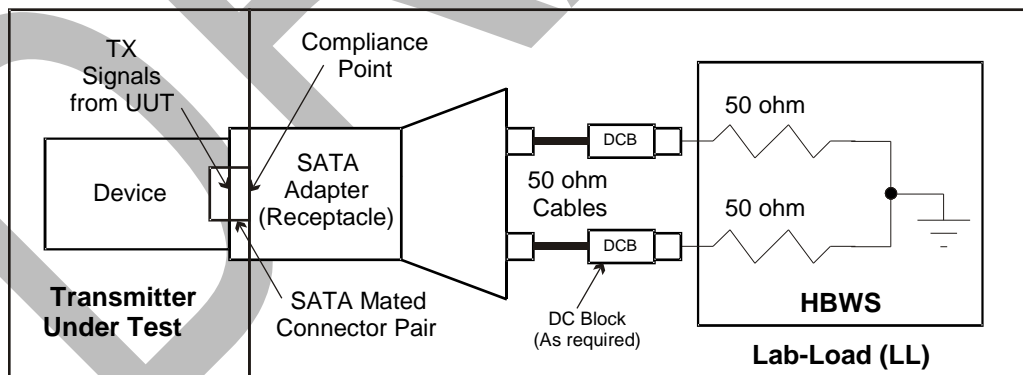 TX
Signals
from UUT
Compliance
Point
Device
SATA
Adapter
(Receptacle)
DCB
50 ohm
Cables
DCB
50 ohm
50 ohm
HBWS
Transmitter
Under Test
SATA Mated
Connector Pair
DC Block
(As required)
Lab-Load (LL)